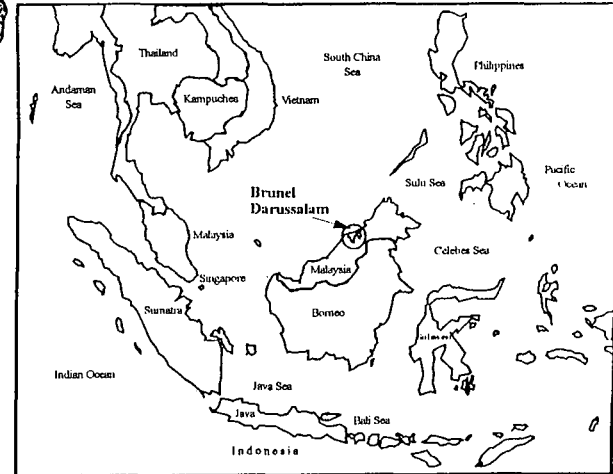 Thailand
South China
Sea
Philippines
Andaman
Sea
Kampuchea
Vietnam
Pacific
Ocean
Sulu Sea
Brunei
Darussalam
Malaysia
Celebes Sea
Malaysia
Singapore
Borneo
Sumatra
Indian Ocean
Java Sea
Java
Bali Sea
Indonesia